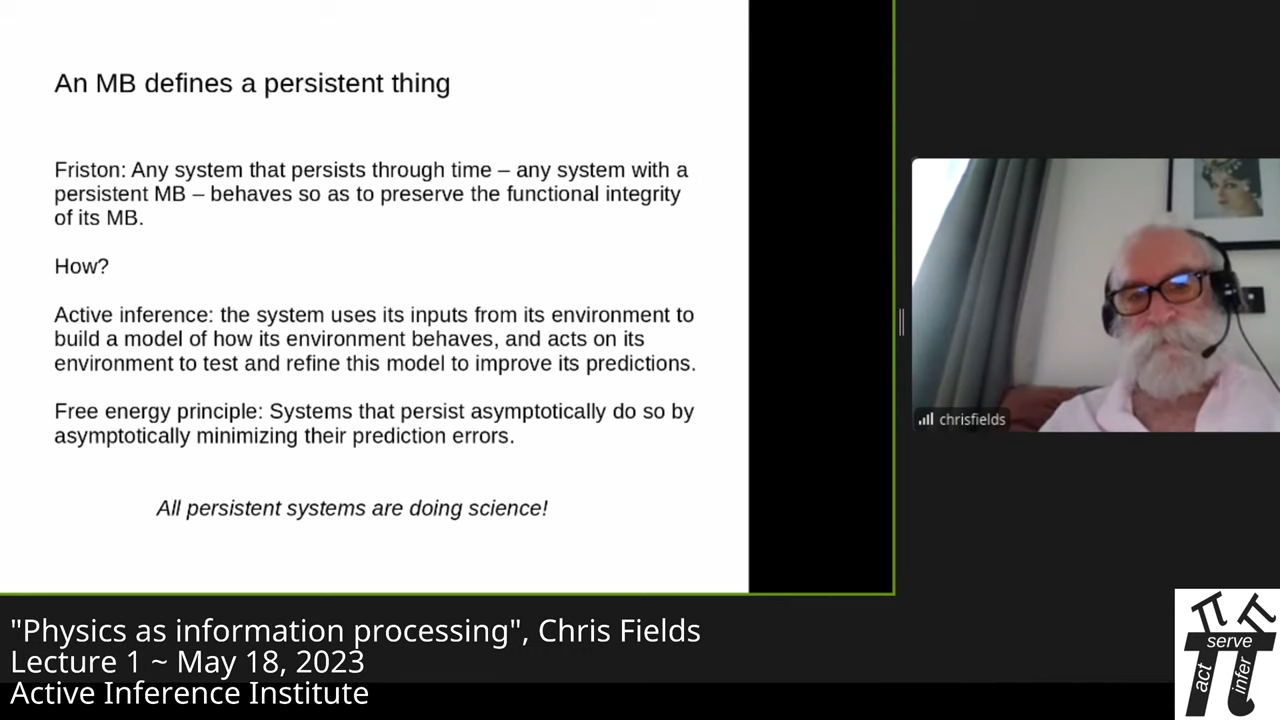 An MB defines a persistent thing
Friston: Any system that persists through time – any system with a
persistent MB – behaves so as to preserve the functional integrity
of its MB.
How?
Active inference: the system uses its inputs from its environment to
build a model of how its environment behaves, and acts on its
environment to test and refine this model to improve its predictions.
Free energy principle: Systems that persist asymptotically do so by
asymptotically minimizing their prediction errors.
All persistent systems are doing science!
chrisfields
"Physics as information processing", Chris Fields
Lecture 1 ~ May 18, 2023
Active Inference Institute
π π
serve
act
infer